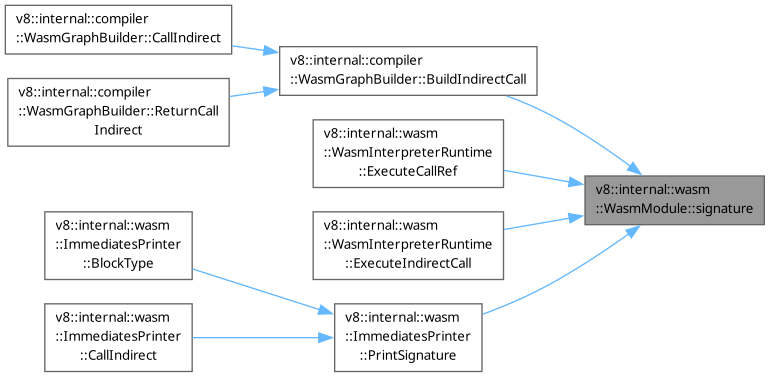 v8::internal::compiler
::WasmGraphBuilder::CallIndirect
v8::internal::compiler
::WasmGraphBuilder::BuildIndirectCall
v8::internal::compiler
::WasmGraphBuilder::ReturnCall
Indirect
v8::internal::wasm
::WasmInterpreterRuntime
::ExecuteCallRef
v8::internal::wasm
::WasmModule::signature
v8::internal::wasm
::ImmediatesPrinter
::BlockType
v8::internal::wasm
::WasmInterpreterRuntime
::ExecuteIndirectCall
v8::internal::wasm
::ImmediatesPrinter
::CallIndirect
v8::internal::wasm
::ImmediatesPrinter
::PrintSignature